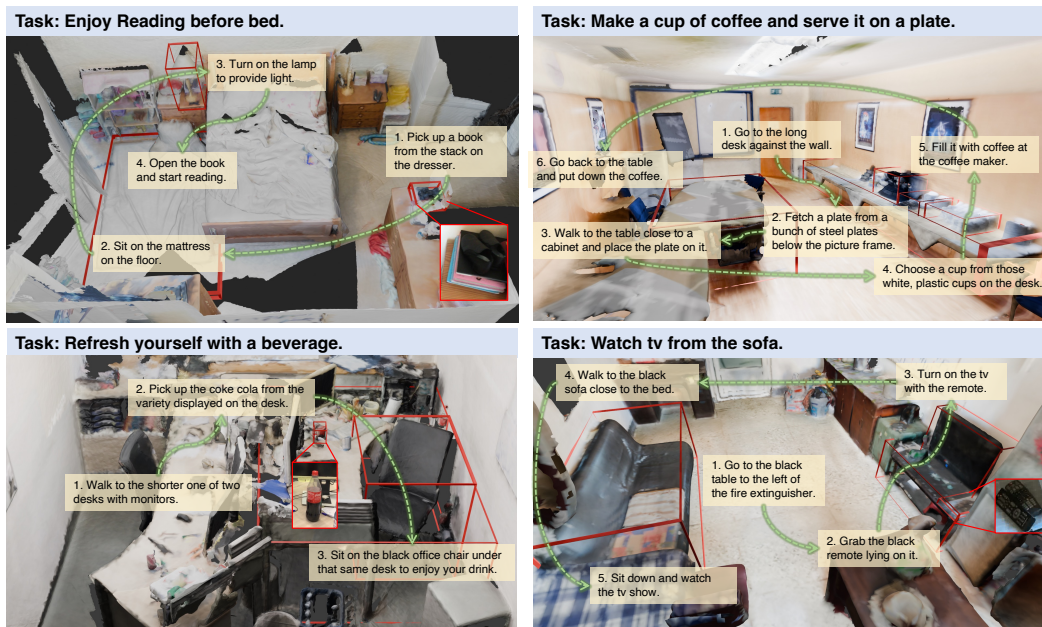 Task: Enjoy Reading before bed.
3. Turn on the lamp
to provide light.
1. Pick up a book
from the stack on
the dresser.
4. Open the book
and start reading.
2. Sit on the mattress
on the floor.
Task: Make a cup of coffee and serve it on a plate.
1. Go to the long
desk against the wall.
5. Fill it with coffee at
the coffee maker.
6. Go back to the table
and put down the coffee.
2. Fetch a plate from a
bunch of steel plates
below the picture frame.
3. Walk to the table close to a
cabinet and place the plate on it.
4. Choose a cup from those
white, plastic cups on the desk.
Task: Refresh yourself with a beverage.
2. Pick up the coke cola from the
variety displayed on the desk.
1. Walk to the shorter one of two
desks with monitors.
3. Sit on the black office chair under
that same desk to enjoy your drink.
Task: Watch tv from the sofa.
4. Walk to the black
sofa close to the bed.
3. Turn on the tv
with the remote.
1. Go to the black
table to the left of
the fire extinguisher.
2. Grab the black
remote lying on it.
5. Sit down and watch
the tv show.